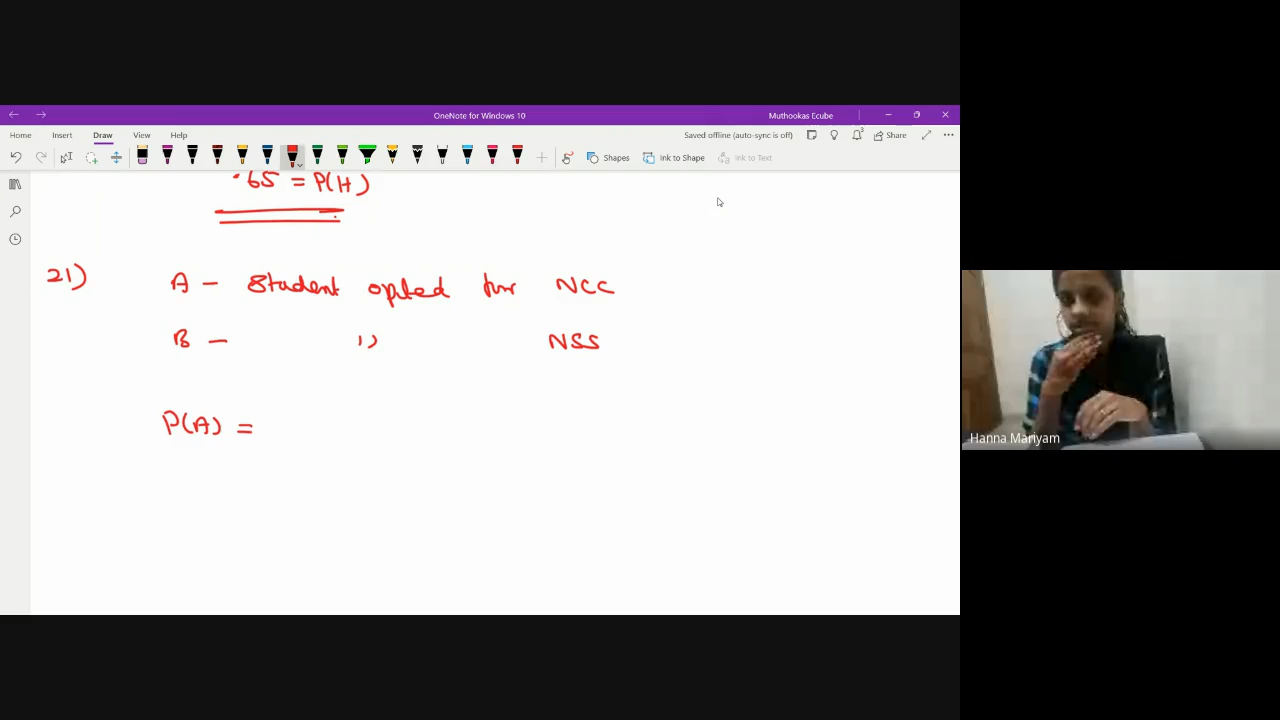 OneNote for Windows 10
Muthookas Ecube
Home Insert Draw View Help
Saved offline (auto-sync is off)
Share
Shapes
Ink to Shape
Ink to Text
.65 = P(H)
21) A - Student opted for NCC
B - " NSS
P(A) =
Hanna Mariyam